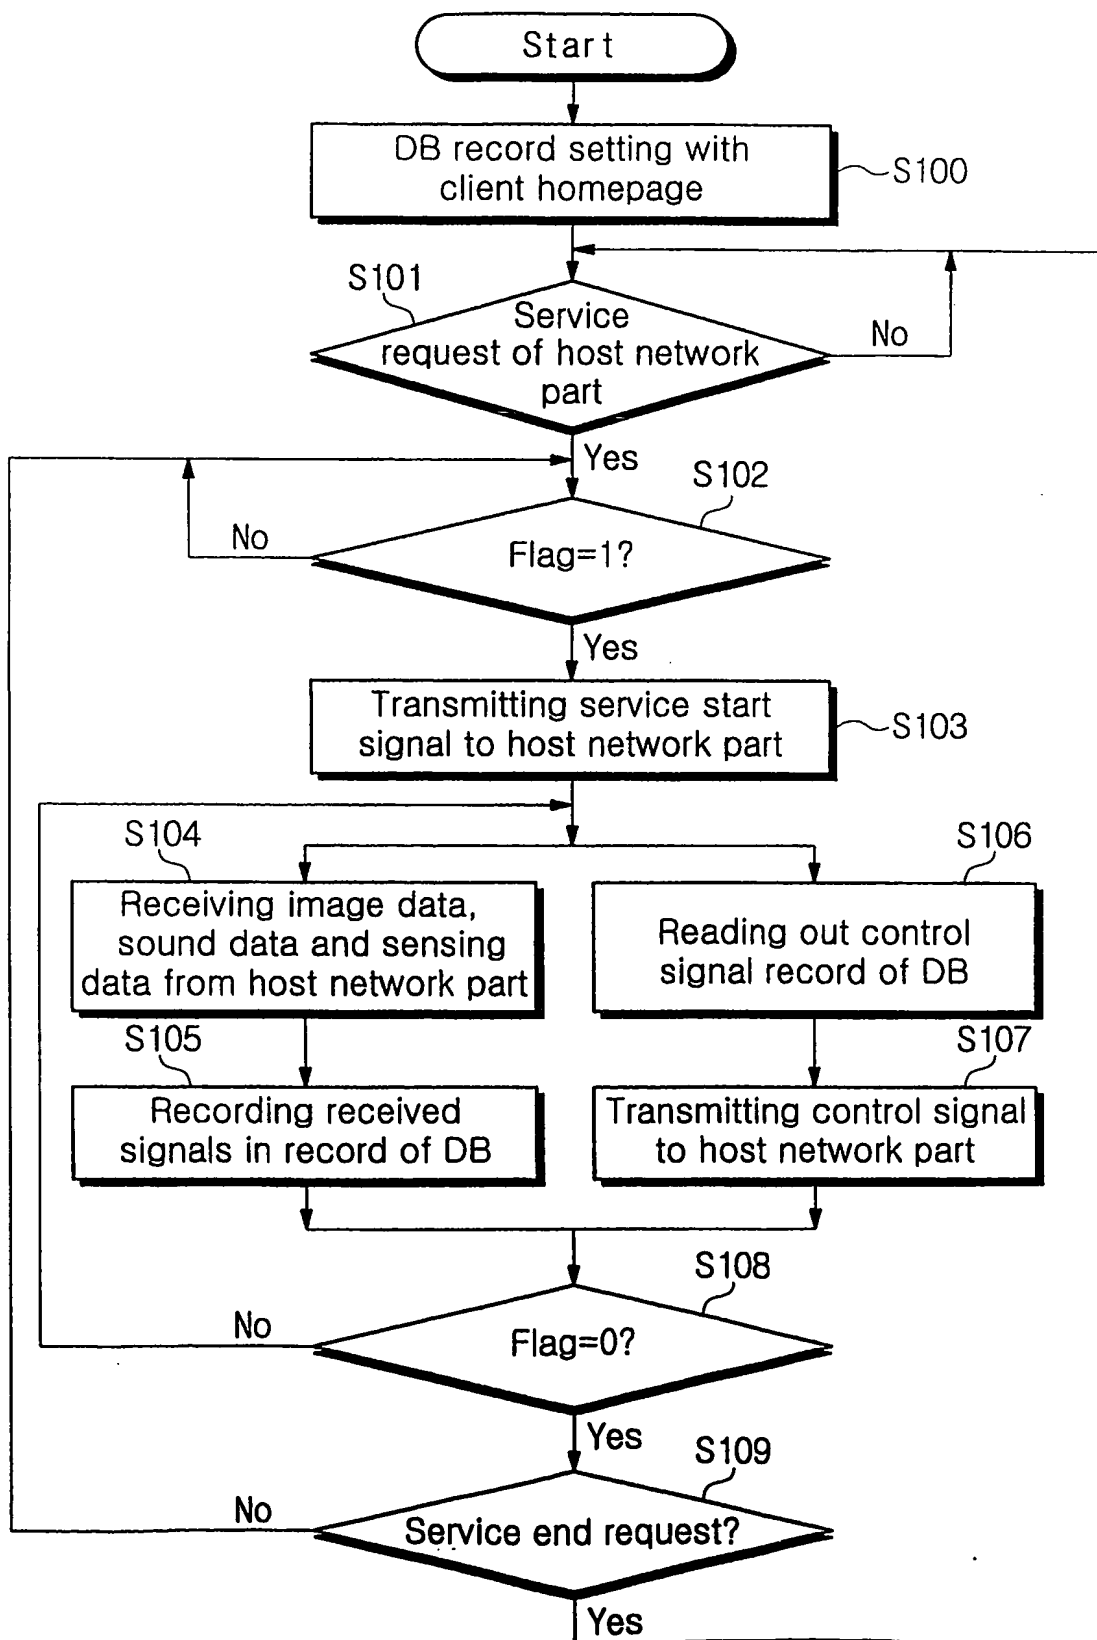 Start
DB record setting with
client homepage
S100
S101
Service
request of host network
part
No
Yes
S102
Flag=1?
No
Yes
Transmitting service start
signal to host network part
S103
S104
Receiving image data,
sound data and sensing
data from host network part
S106
Reading out control
signal record of DB
S105
Recording received
signals in record of DB
S107
Transmitting control signal
to host network part
S108
Flag=0?
No
Yes
S109
Service end request?
No
Yes